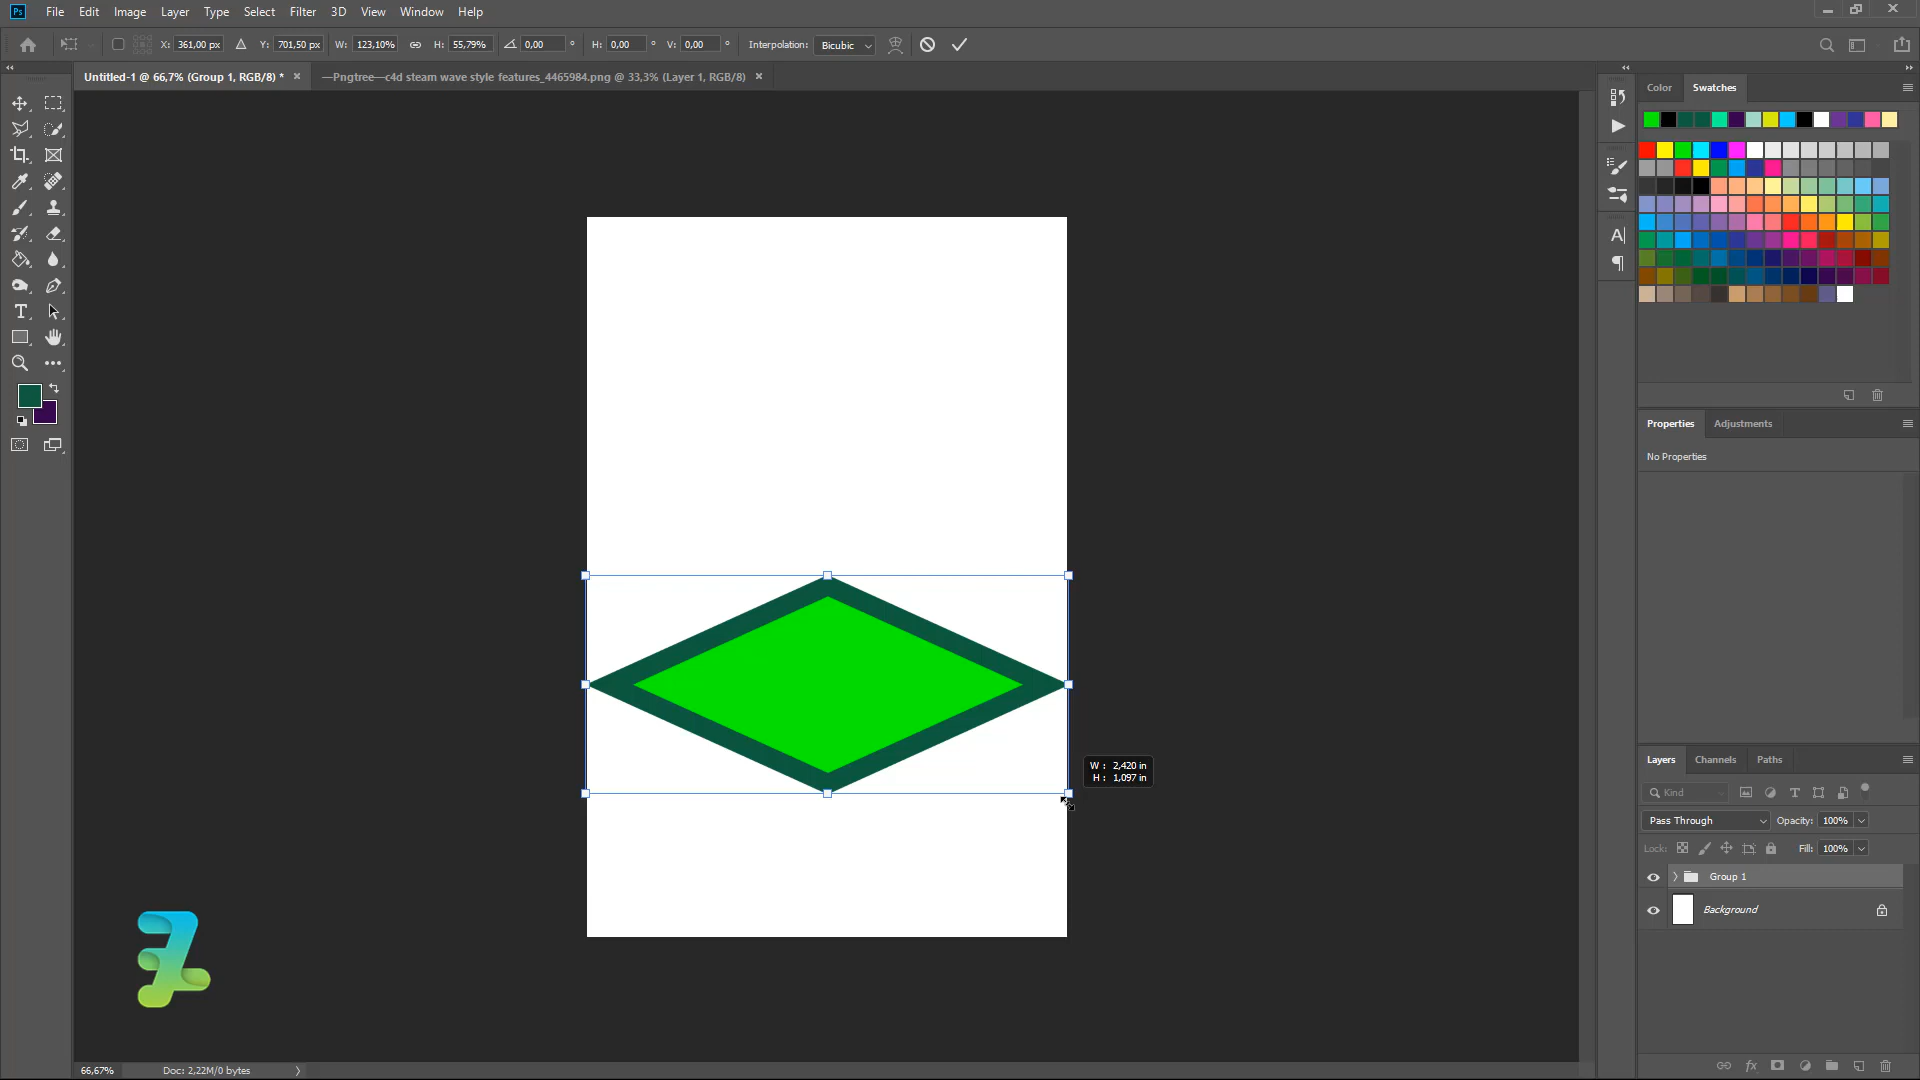 Ps File Edit Image Layer Type Select Filter 3D View Window Help
X: 361,00 px Y: 701,50 px W: 123,10% H: 55,79% 0,00 ° H: 0,00 ° V: 0,00 ° Interpolation: Bicubic
Untitled-1 @ 66,7% (Group 1, RGB/8) * × —Pngtree—c4d steam wave style features_4465984.png @ 33,3% (Layer 1, RGB/8) ×
Color Swatches
Properties Adjustments
No Properties
W : 2,420 in
H : 1,097 in
Layers Channels Paths
Kind
Pass Through Opacity: 100%
Lock: Fill: 100%
Group 1
Background
66,67% Doc: 2,22M/0 bytes